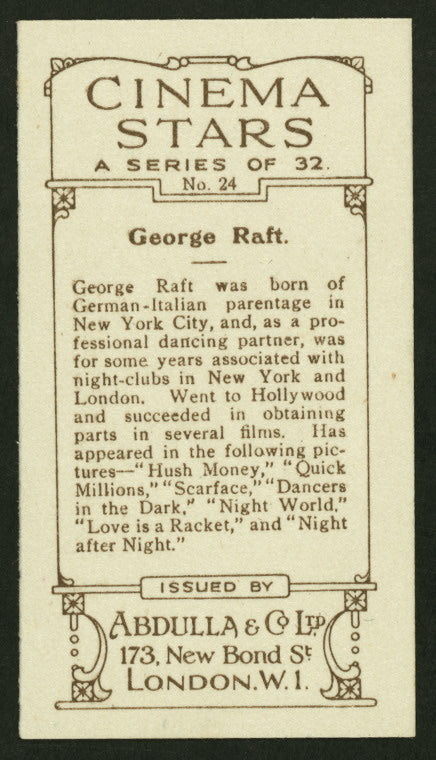 CINEMA
STARS
A SERIES OF 32.
No. 24
George Raft.
George Raft was born of
German-Italian parentage in
New York City, and, as a pro-
fessional dancing partner, was
for some years associated with
night-clubs in New York and
London. Went to Hollywood
and succeeded in obtaining
parts in several films. Has
appeared in the following pic-
tures—"Hush Money," "Quick
Millions," "Scarface," "Dancers
in the Dark," "Night World,"
"Love is a Racket," and "Night
after Night."
ISSUED BY
ABDULLA & Co LTD
173, New Bond St
LONDON.W.1.